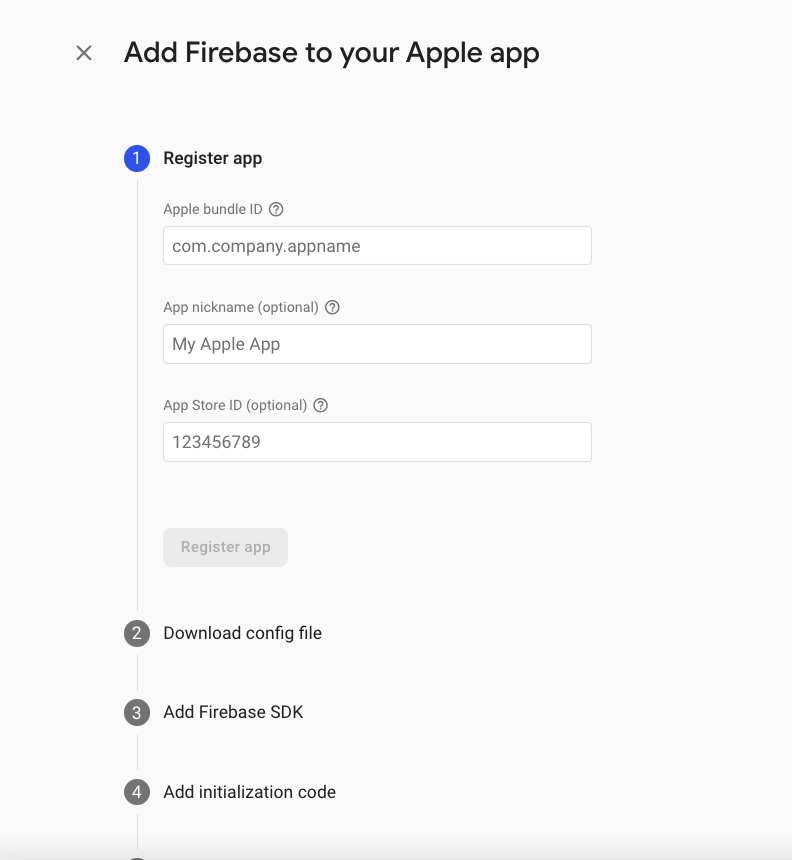 Add Firebase to your Apple app
1 Register app
Apple bundle ID
com.company.appname
App nickname (optional)
My Apple App
App Store ID (optional)
123456789
Register app
2 Download config file
3 Add Firebase SDK
4 Add initialization code